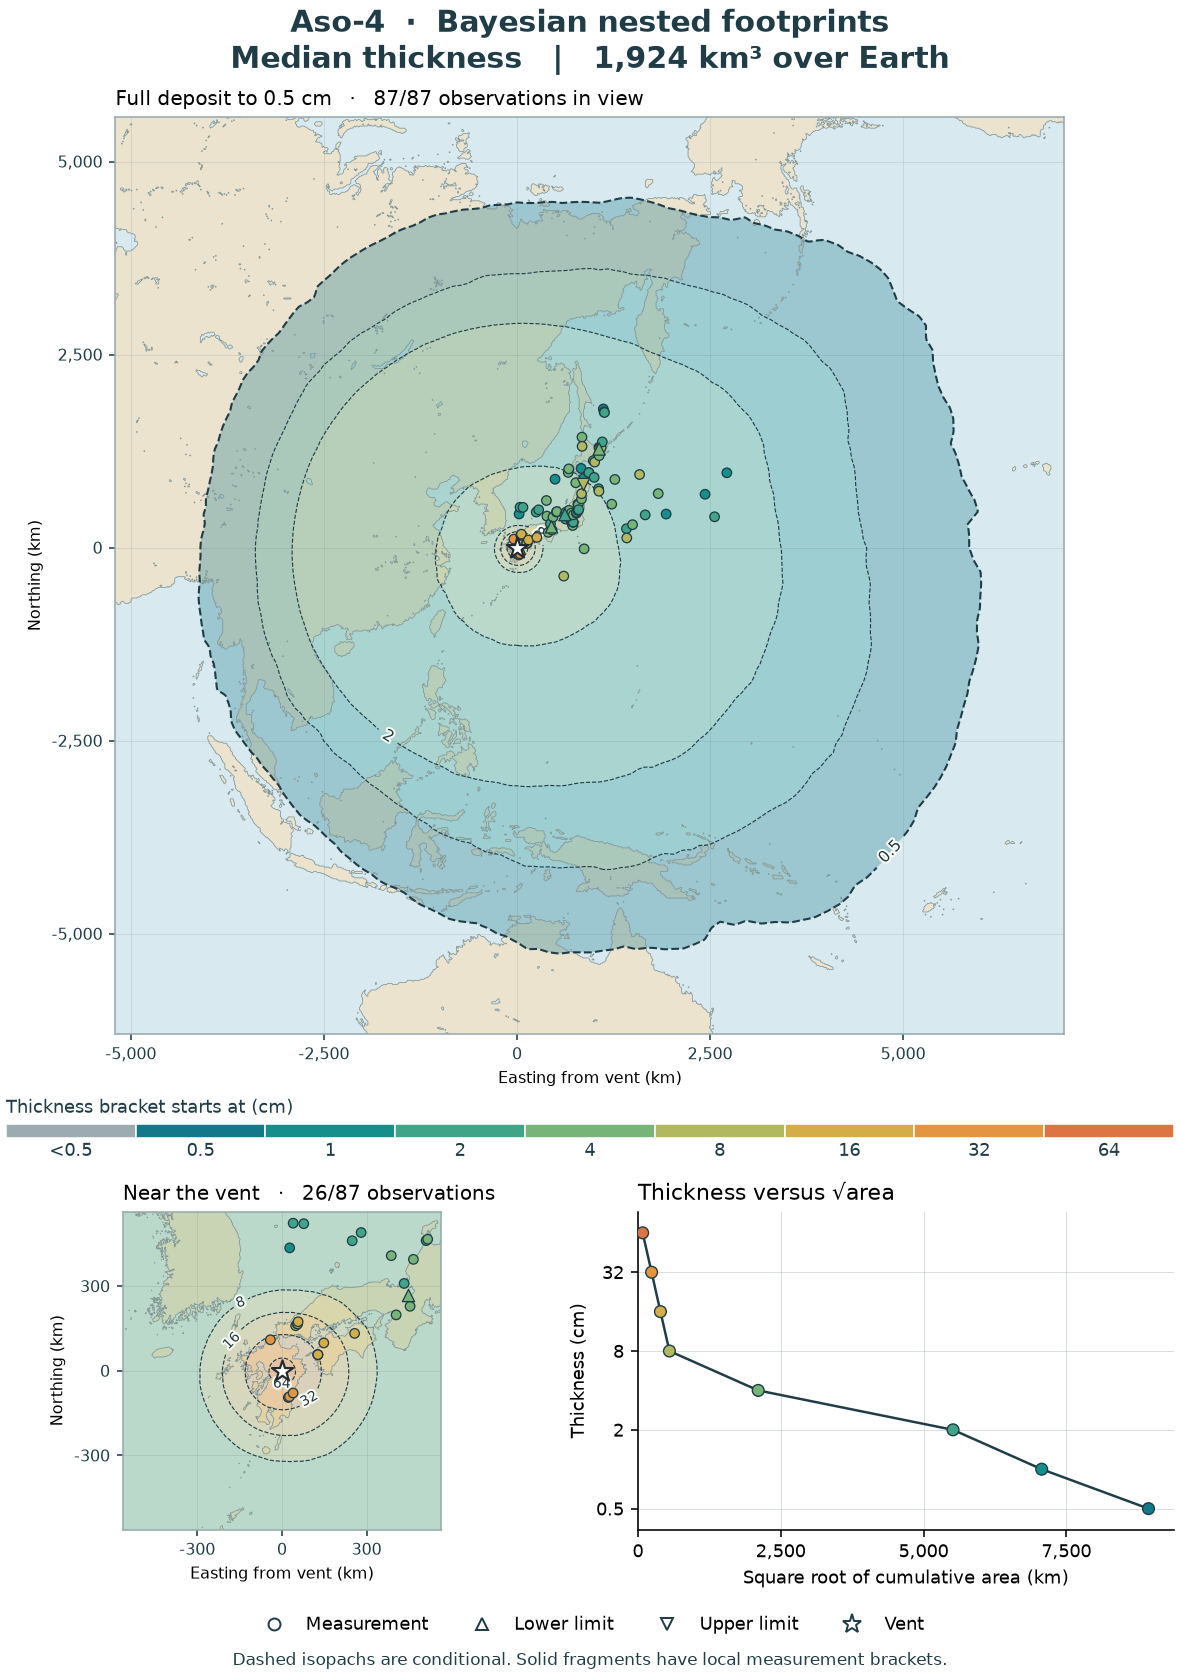 Aso-4  ·  Bayesian nested footprints
Median thickness  |  1,924 km³ over Earth
Full deposit to 0.5 cm  ·  87/87 observations in view
5,000
2,500
0
-2,500
-5,000
Northing (km)
2
0.5
-5,000
-2,500
0
2,500
5,000
Easting from vent (km)
Thickness bracket starts at (cm)
<0.5
0.5
1
2
4
8
16
32
64
Near the vent  ·  26/87 observations
300
0
-300
Northing (km)
8
16
64
32
-300
0
300
Easting from vent (km)
Thickness versus √area
32
8
2
0.5
Thickness (cm)
0
2,500
5,000
7,500
Square root of cumulative area (km)
Measurement
Lower limit
Upper limit
Vent
Dashed isopachs are conditional. Solid fragments have local measurement brackets.